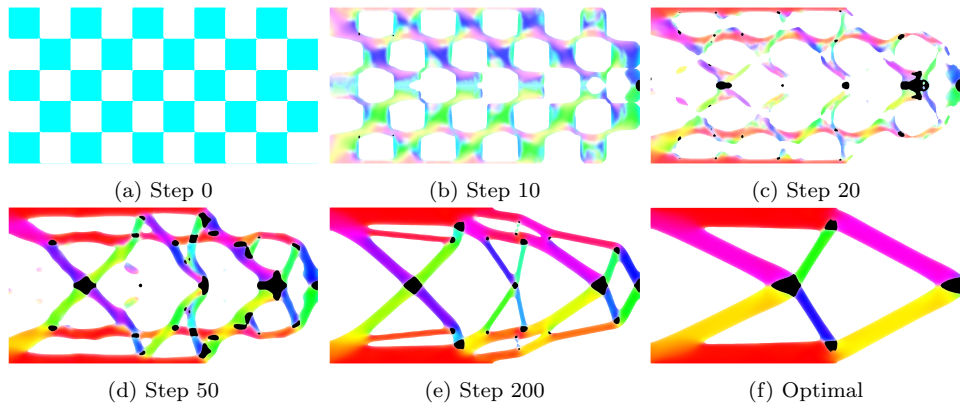 (a) Step 0
(b) Step 10
(c) Step 20
(d) Step 50
(e) Step 200
(f) Optimal